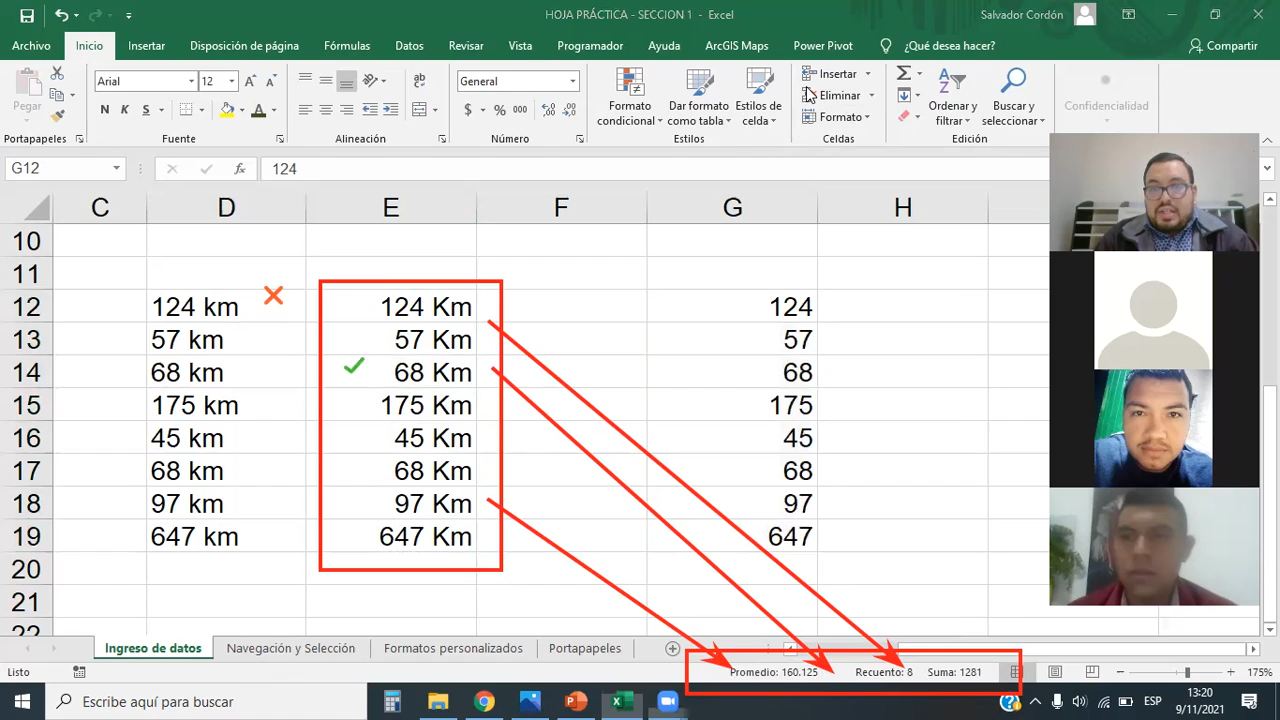 HOJA PRÁCTICA - SECCION 1 - Excel
Salvador Cordón
Archivo Inicio Insertar Disposición de página Fórmulas Datos Revisar Vista Programador Ayuda ArcGIS Maps Power Pivot ¿Qué desea hacer? Compartir
Pegar
Arial 12
N K S
ab
General
$ % 000
Formato condicional
Dar formato como tabla
Estilos de celda
Insertar
Eliminar
Formato
Ordenar y filtrar
Buscar y seleccionar
Confidencialidad
Portapapeles Fuente Alineación Número Estilos Celdas Edición
G12 fx 124
C D E F G H
10
11
12 124 km 124 Km 124
13 57 km 57 Km 57
14 68 km 68 Km 68
15 175 km 175 Km 175
16 45 km 45 Km 45
17 68 km 68 Km 68
18 97 km 97 Km 97
19 647 km 647 Km 647
20
21
22
Ingreso de datos Navegación y Selección Formatos personalizados Portapapeles
Listo Promedio: 160.125 Recuento: 8 Suma: 1281 175%
Escribe aquí para buscar
ESP
13:20
9/11/2021